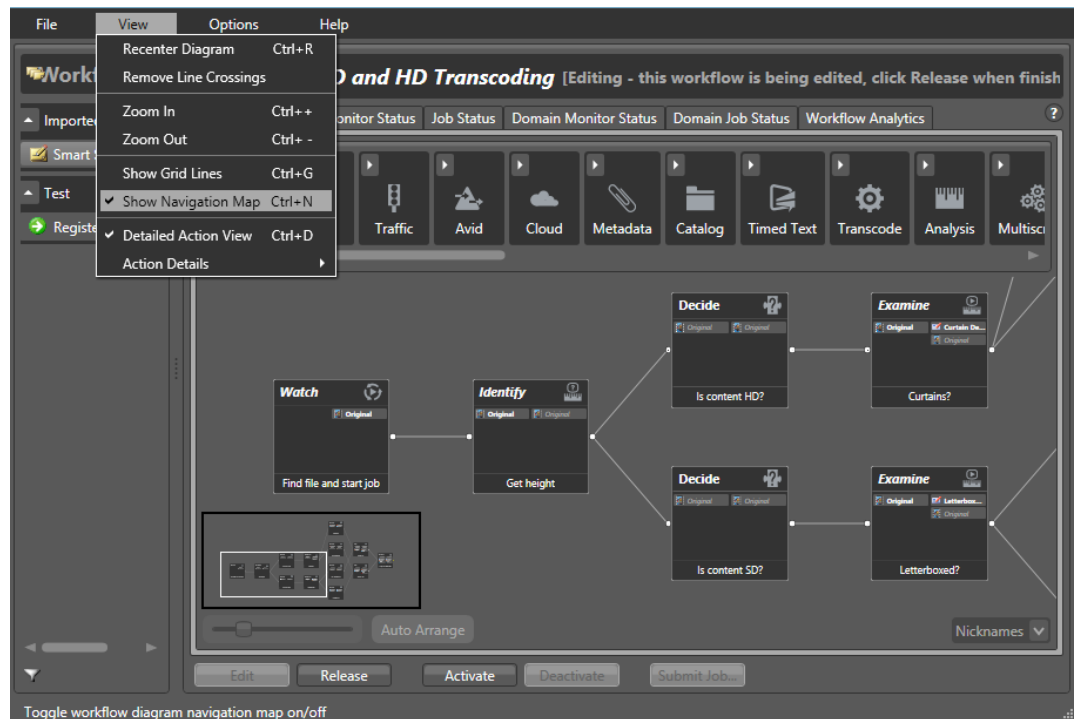 File View Options Help
Recenter Diagram Ctrl+R
Remove Line Crossings
Zoom In Ctrl++
Zoom Out Ctrl+ -
Show Grid Lines Ctrl+G
Show Navigation Map Ctrl+N
Detailed Action View Ctrl+D
Action Details
and HD Transcoding [Editing - this workflow is being edited, click Release when finish
Status Job Status Domain Monitor Status Domain Job Status Workflow Analytics ?
Smart
Test
Traffic Avid Cloud Metadata Catalog Timed Text Transcode Analysis
Decide
Original Original
Is content HD?
Examine
Original Curtain De...
Original
Curtains?
Watch
Original
Find file and start job
Identify
Original Original
Get height
Decide
Original Original
Is content SD?
Examine
Original Letterbox...
Original
Letterboxed?
Auto Arrange
Nicknames
Edit Release Activate Deactivate Submit Job...
Toggle workflow diagram navigation map on/off